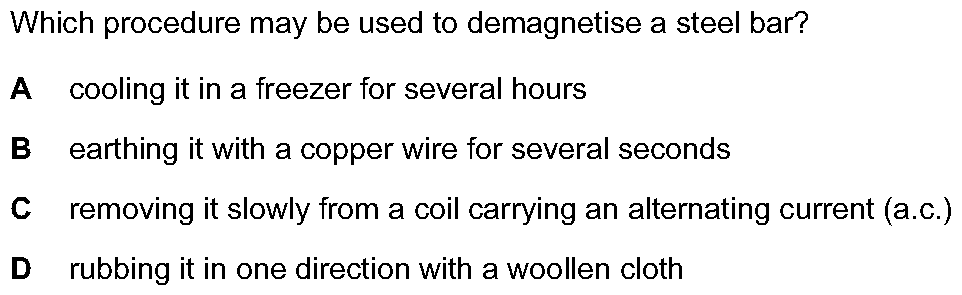 Which procedure may be used to demagnetise a steel bar?
A cooling it in a freezer for several hours
B earthing it with a copper wire for several seconds
C removing it slowly from a coil carrying an alternating current (a.c.)
D rubbing it in one direction with a woollen cloth